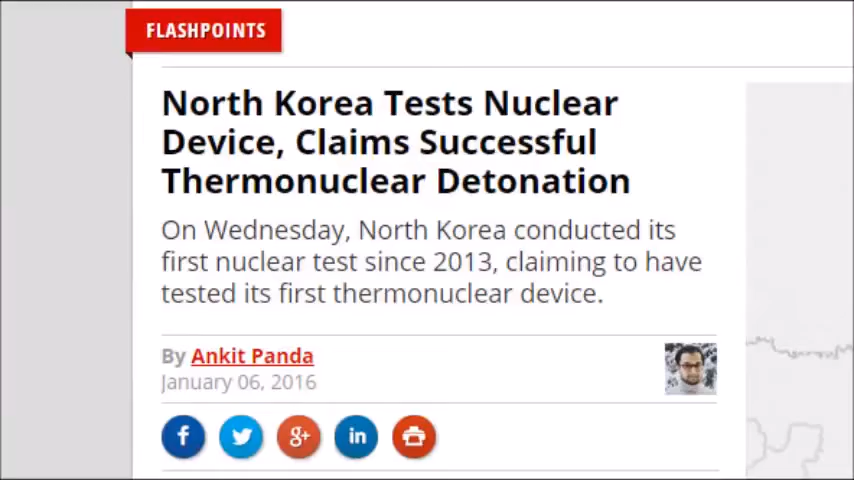 FLASHPOINTS
North Korea Tests Nuclear
Device, Claims Successful
Thermonuclear Detonation
On Wednesday, North Korea conducted its
first nuclear test since 2013, claiming to have
tested its first thermonuclear device.
By Ankit Panda
January 06, 2016
f
g+
in